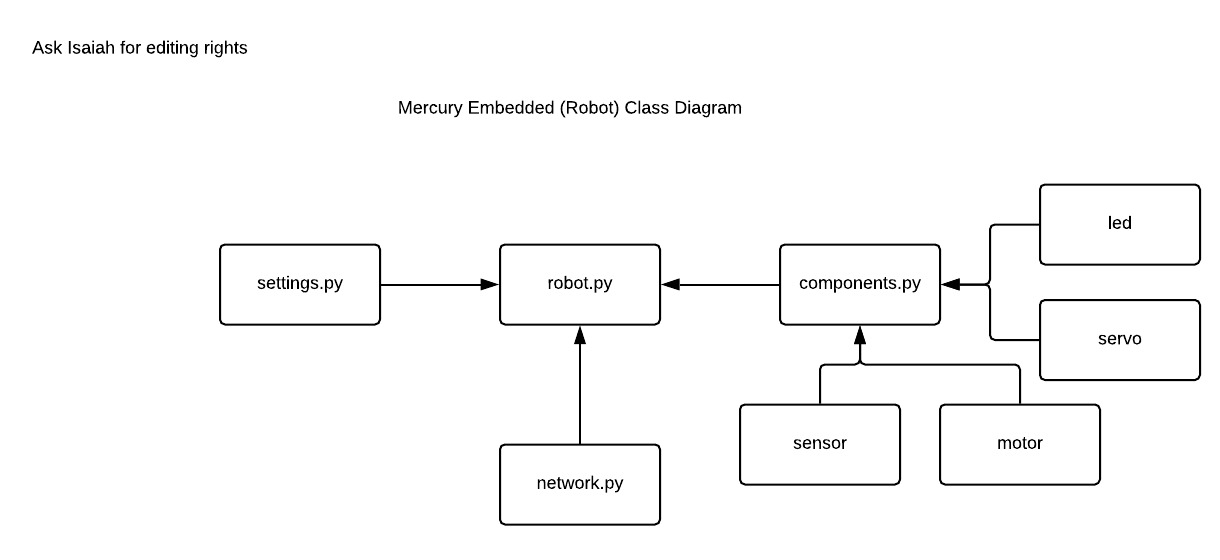 Ask Isaiah for editing rights
Mercury Embedded (Robot) Class Diagram
led
settings.py
robot.py
components.py
servo
sensor
motor
network.py